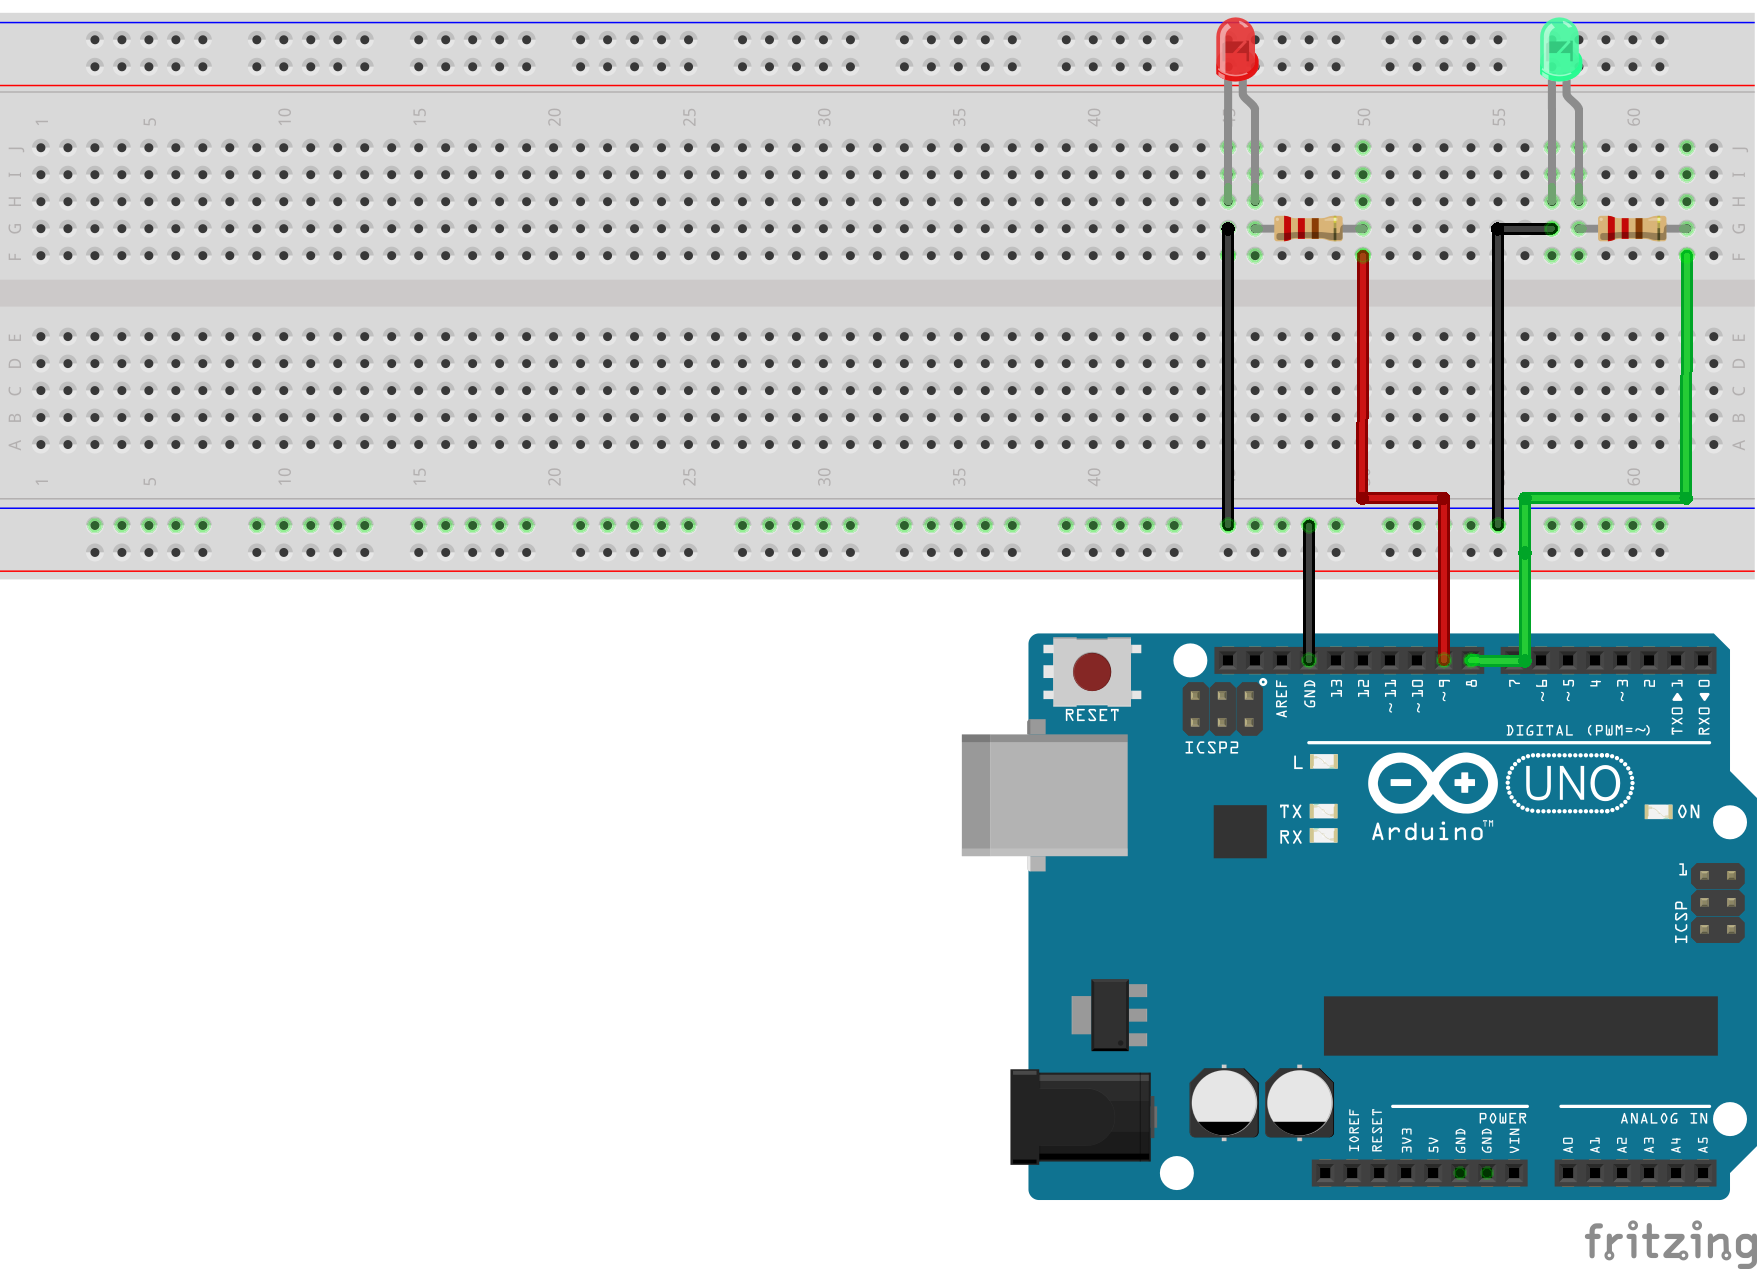 1 5 10 15 20 25 30 35 40 50 55 60
J J
I I
H H
G G
F F
E E
D D
C C
B B
A A
1 5 10 15 20 25 30 35 40 60
RESET
AREF GND 13 12 ~11 ~10 ~9 8 7 ~6 ~5 4 ~3 2 TX0▶1 RX0◀0
ICSP2
DIGITAL (PWM=~)
L
TX
RX
UNO
ON
Arduino™
1
ICSP
POWER
ANALOG IN
IOREF RESET 3V3 5V GND GND VIN A0 A1 A2 A3 A4 A5
fritzing